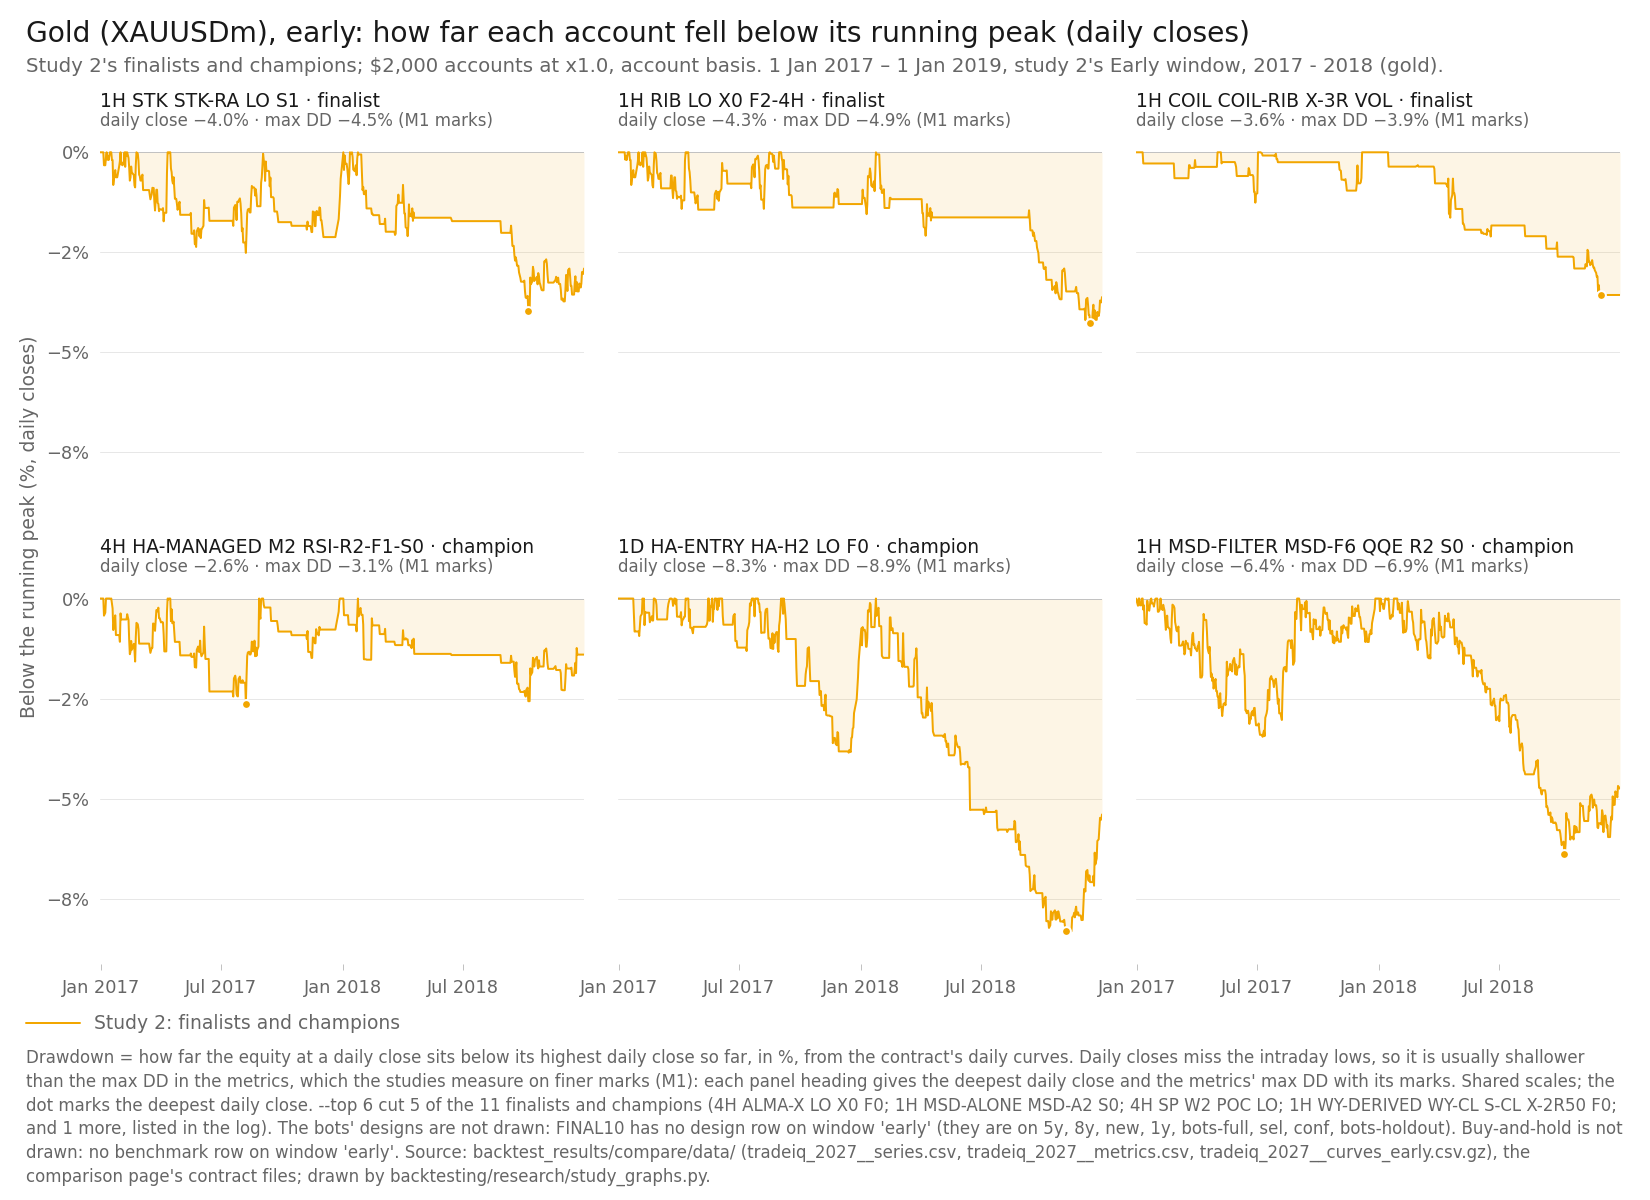 Gold (XAUUSDm), early: how far each account fell below its running peak (daily closes)
Study 2's finalists and champions; $2,000 accounts at x1.0, account basis. 1 Jan 2017 – 1 Jan 2019, study 2's Early window, 2017 - 2018 (gold).
1H STK STK-RA LO S1 · finalist
daily close −4.0% · max DD −4.5% (M1 marks)
1H RIB LO X0 F2-4H · finalist
daily close −4.3% · max DD −4.9% (M1 marks)
1H COIL COIL-RIB X-3R VOL · finalist
daily close −3.6% · max DD −3.9% (M1 marks)
0%
−2%
−5%
−8%
Below the running peak (%, daily closes)
4H HA-MANAGED M2 RSI-R2-F1-S0 · champion
daily close −2.6% · max DD −3.1% (M1 marks)
1D HA-ENTRY HA-H2 LO F0 · champion
daily close −8.3% · max DD −8.9% (M1 marks)
1H MSD-FILTER MSD-F6 QQE R2 S0 · champion
daily close −6.4% · max DD −6.9% (M1 marks)
0%
−2%
−5%
−8%
Jan 2017 Jul 2017 Jan 2018 Jul 2018
Jan 2017 Jul 2017 Jan 2018 Jul 2018
Jan 2017 Jul 2017 Jan 2018 Jul 2018
Study 2: finalists and champions
Drawdown = how far the equity at a daily close sits below its highest daily close so far, in %, from the contract's daily curves. Daily closes miss the intraday lows, so it is usually shallower
than the max DD in the metrics, which the studies measure on finer marks (M1): each panel heading gives the deepest daily close and the metrics' max DD with its marks. Shared scales; the
dot marks the deepest daily close. --top 6 cut 5 of the 11 finalists and champions (4H ALMA-X LO X0 F0; 1H MSD-ALONE MSD-A2 S0; 4H SP W2 POC LO; 1H WY-DERIVED WY-CL S-CL X-2R50 F0;
and 1 more, listed in the log). The bots' designs are not drawn: FINAL10 has no design row on window 'early' (they are on 5y, 8y, new, 1y, bots-full, sel, conf, bots-holdout). Buy-and-hold is not
drawn: no benchmark row on window 'early'. Source: backtest_results/compare/data/ (tradeiq_2027__series.csv, tradeiq_2027__metrics.csv, tradeiq_2027__curves_early.csv.gz), the
comparison page's contract files; drawn by backtesting/research/study_graphs.py.